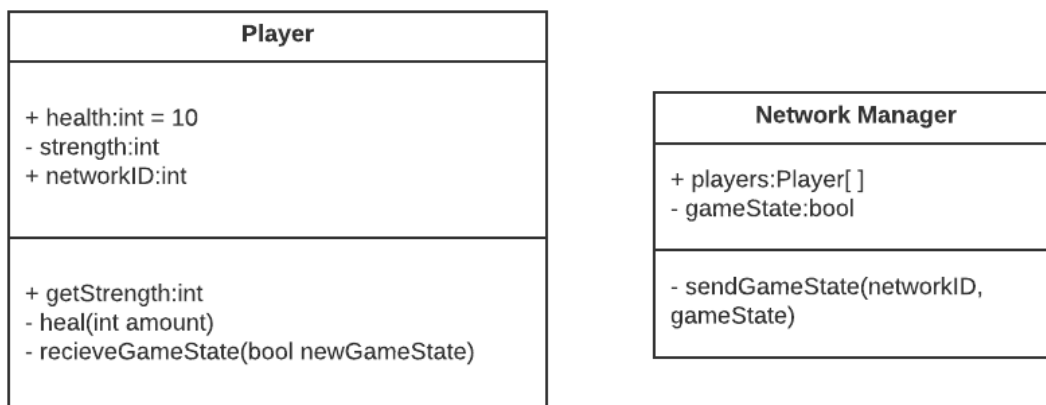 Player
+ health:int = 10
- strength:int
+ networkID:int
+ getStrength:int
- heal(int amount)
- recieveGameState(bool newGameState)
Network Manager
+ players:Player[ ]
- gameState:bool
- sendGameState(networkID,
gameState)